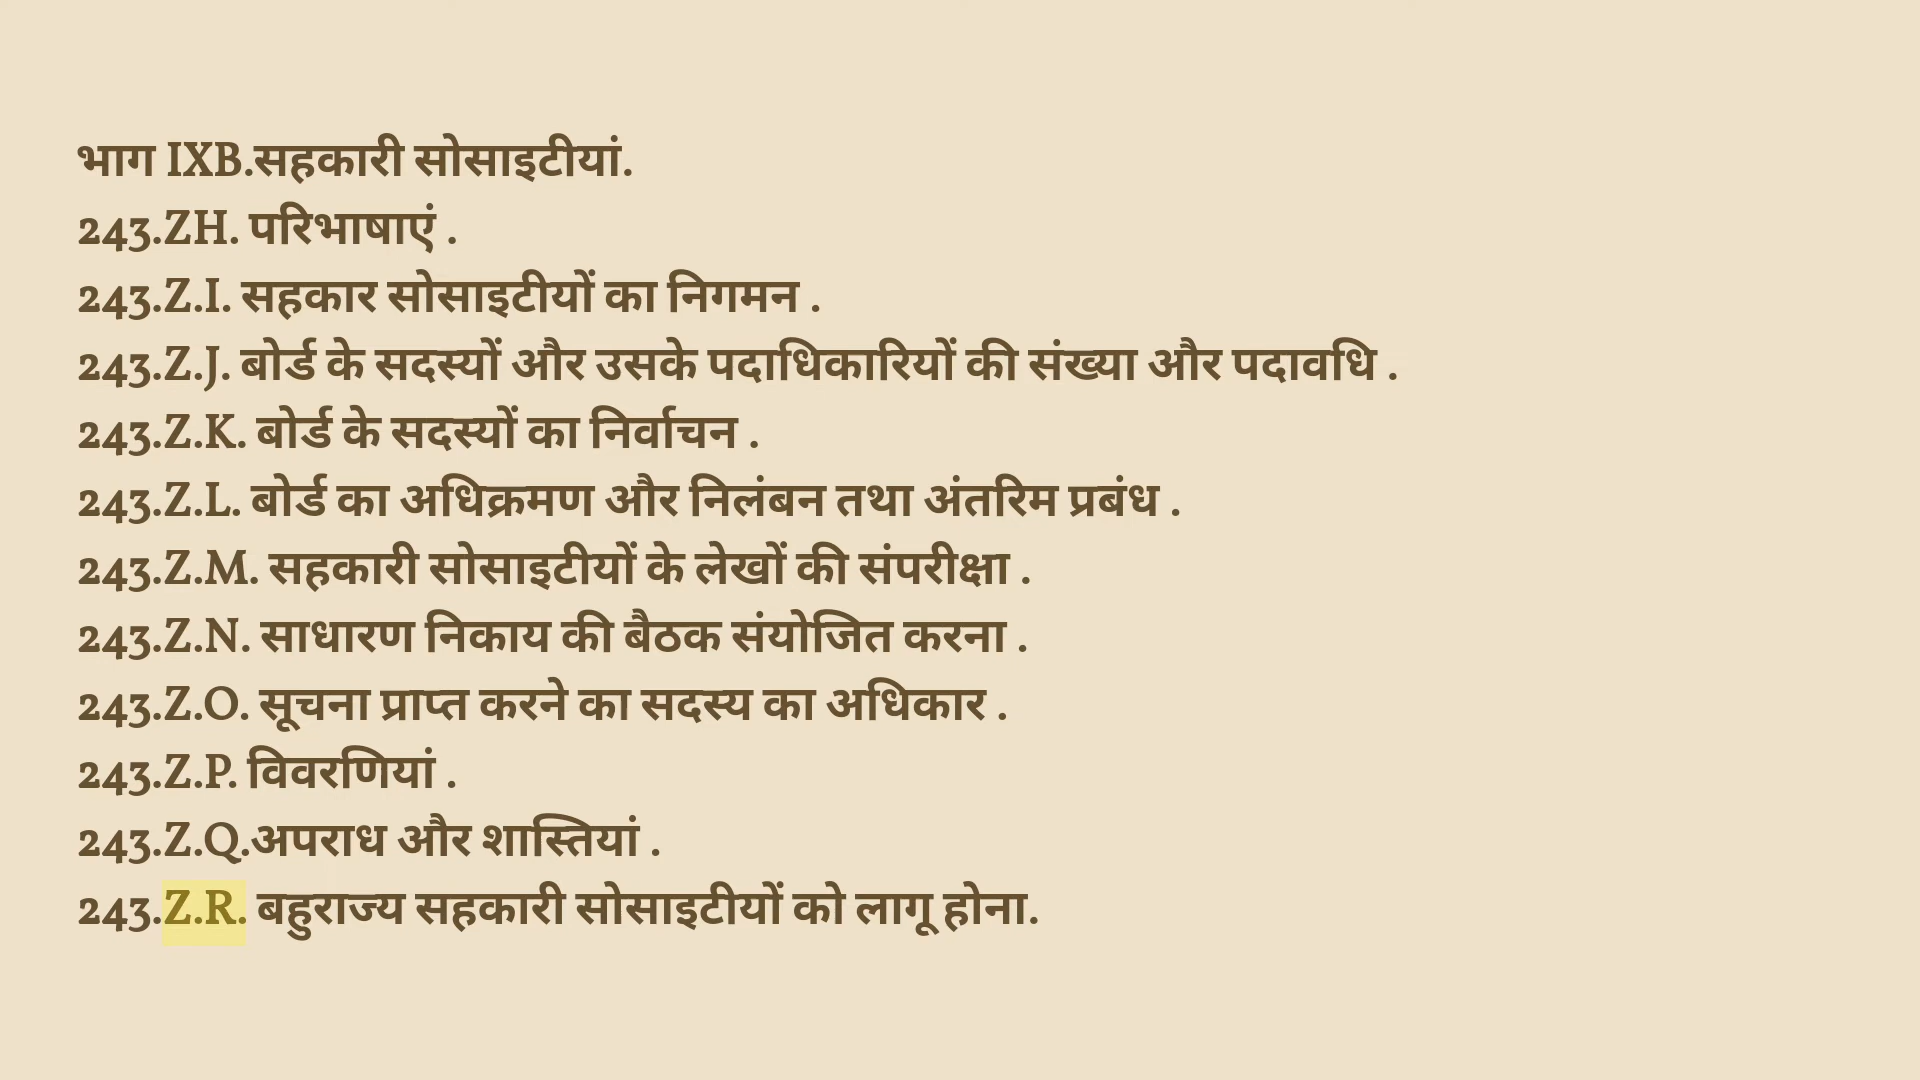 भाग IXB.सहकारी सोसाइटीयां.
243.ZH. परिभाषाएं .
243.Z.I. सहकार सोसाइटीयों का निगमन .
243.Z.J. बोर्ड के सदस्यों और उसके पदाधिकारियों की संख्या और पदावधि .
243.Z.K. बोर्ड के सदस्यों का निर्वाचन .
243.Z.L. बोर्ड का अधिक्रमण और निलंबन तथा अंतरिम प्रबंध .
243.Z.M. सहकारी सोसाइटीयों के लेखों की संपरीक्षा .
243.Z.N. साधारण निकाय की बैठक संयोजित करना .
243.Z.O. सूचना प्राप्त करने का सदस्य का अधिकार .
243.Z.P. विवरणियां .
243.Z.Q.अपराध और शास्तियां .
243.Z.R. बहुराज्य सहकारी सोसाइटीयों को लागू होना.